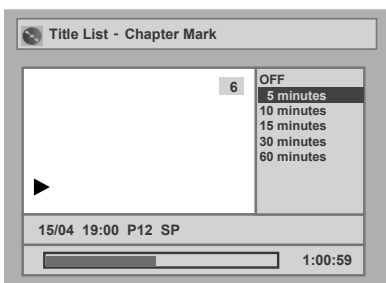 Title List - Chapter Mark
6
OFF
5 minutes
10 minutes
15 minutes
30 minutes
60 minutes
15/04 19:00 P12 SP
1:00:59